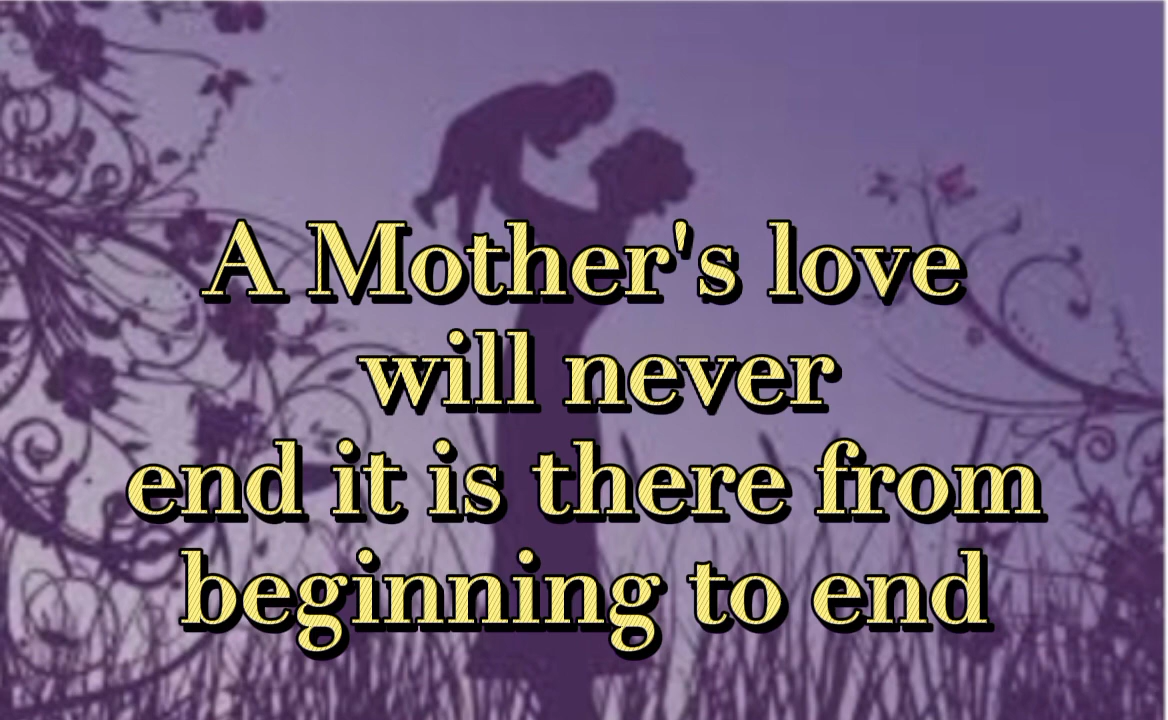 A Mother's love
will never
end it is there from
beginning to end